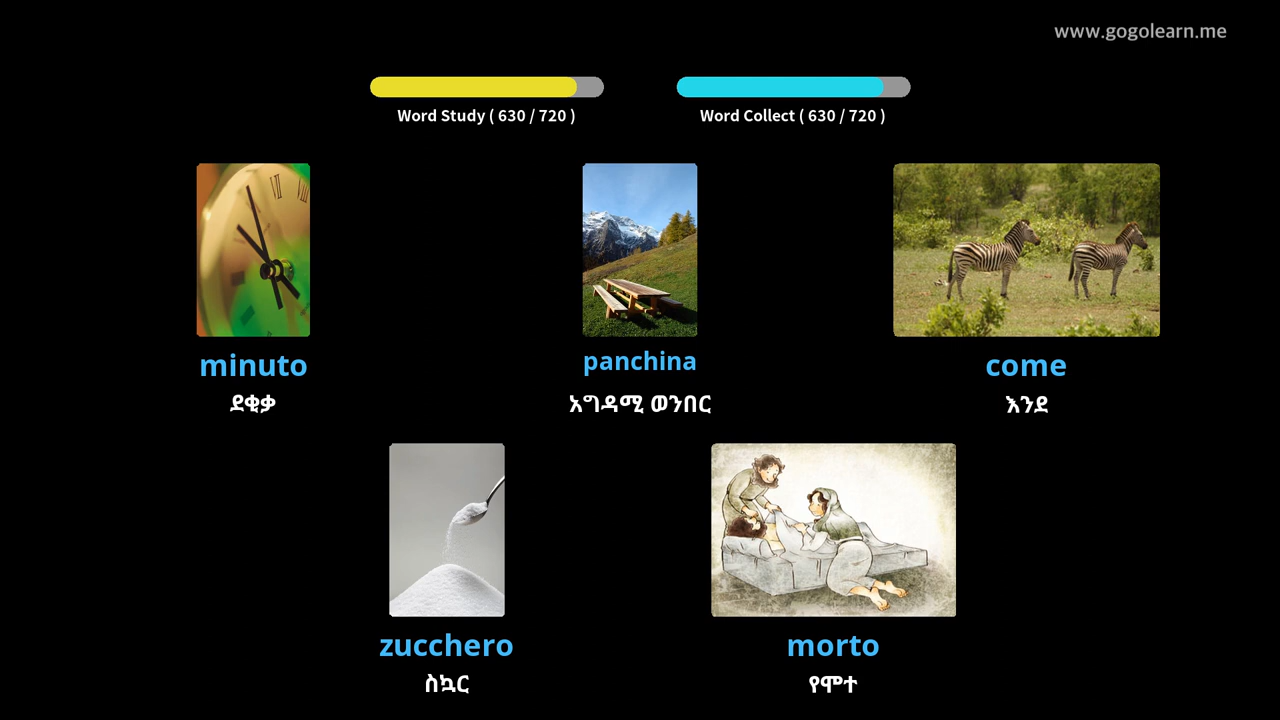 www.gogolearn.me
Word Study ( 630 / 720 )
Word Collect ( 630 / 720 )
minuto
ደቂቃ
panchina
አግዳሚ ወንበር
come
እንደ
zucchero
ስኳር
morto
የሞተ